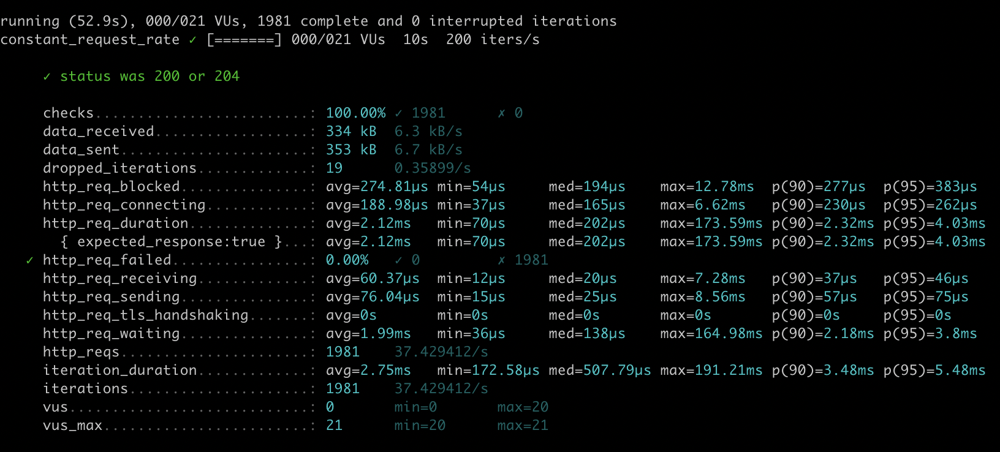 running (52.9s), 000/021 VUs, 1981 complete and 0 interrupted iterations
constant_request_rate ✓ [=======] 000/021 VUs  10s  200 iters/s
✓ status was 200 or 204
checks.........................: 100.00% ✓ 1981      ✗ 0
data_received..................: 334 kB  6.3 kB/s
data_sent......................: 353 kB  6.7 kB/s
dropped_iterations.............: 19      0.35899/s
http_req_blocked...............: avg=274.81µs min=54µs     med=194µs    max=12.78ms  p(90)=277µs  p(95)=383µs
http_req_connecting............: avg=188.98µs min=37µs     med=165µs    max=6.62ms   p(90)=230µs  p(95)=262µs
http_req_duration..............: avg=2.12ms   min=70µs     med=202µs    max=173.59ms p(90)=2.32ms p(95)=4.03ms
{ expected_response:true }...: avg=2.12ms   min=70µs     med=202µs    max=173.59ms p(90)=2.32ms p(95)=4.03ms
✓ http_req_failed................: 0.00%   ✓ 0         ✗ 1981
http_req_receiving.............: avg=60.37µs  min=12µs     med=20µs     max=7.28ms   p(90)=37µs   p(95)=46µs
http_req_sending...............: avg=76.04µs  min=15µs     med=25µs     max=8.56ms   p(90)=57µs   p(95)=75µs
http_req_tls_handshaking.......: avg=0s       min=0s       med=0s       max=0s       p(90)=0s     p(95)=0s
http_req_waiting...............: avg=1.99ms   min=36µs     med=138µs    max=164.98ms p(90)=2.18ms p(95)=3.8ms
http_reqs......................: 1981    37.429412/s
iteration_duration.............: avg=2.75ms   min=172.58µs med=507.79µs max=191.21ms p(90)=3.48ms p(95)=5.48ms
iterations.....................: 1981    37.429412/s
vus............................: 0       min=0       max=20
vus_max........................: 21      min=20      max=21